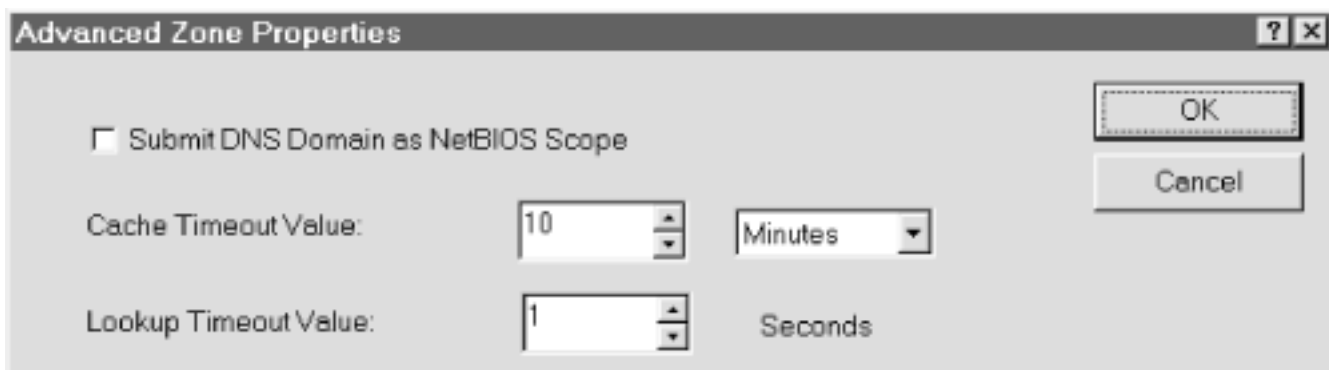 Advanced Zone Properties
Submit DNS Domain as NetBIOS Scope
OK
Cancel
Cache Timeout Value: 10 Minutes
Lookup Timeout Value: 1 Seconds